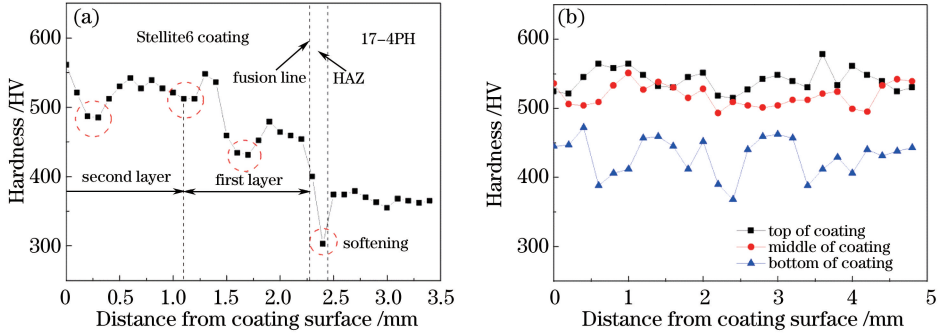 (a)
Stellite6 coating
17-4PH
fusion line
HAZ
second layer
first layer
softening
Hardness /HV
600
500
400
300
0
0.5
1.0
1.5
2.0
2.5
3.0
3.5
Distance from coating surface /mm
(b)
Hardness /HV
600
500
400
300
top of coating
middle of coating
bottom of coating
0
1
2
3
4
5
Distance from coating surface /mm